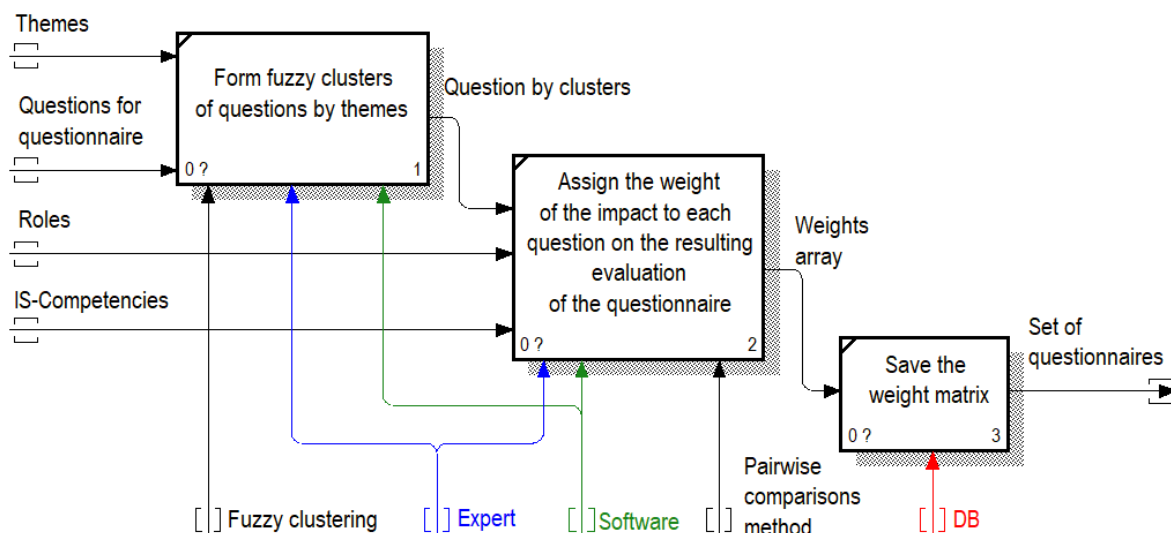 Themes
Form fuzzy clusters
of questions by themes
0 ?
1
Questions for
questionnaire
Question by clusters
Roles
IS-Competencies
Assign the weight
of the impact to each
question on the resulting
evaluation
of the questionnaire
0 ?
2
Weights
array
Save the
weight matrix
0 ?
3
Set of
questionnaires
Fuzzy clustering
Expert
Software
Pairwise
comparisons
method
DB